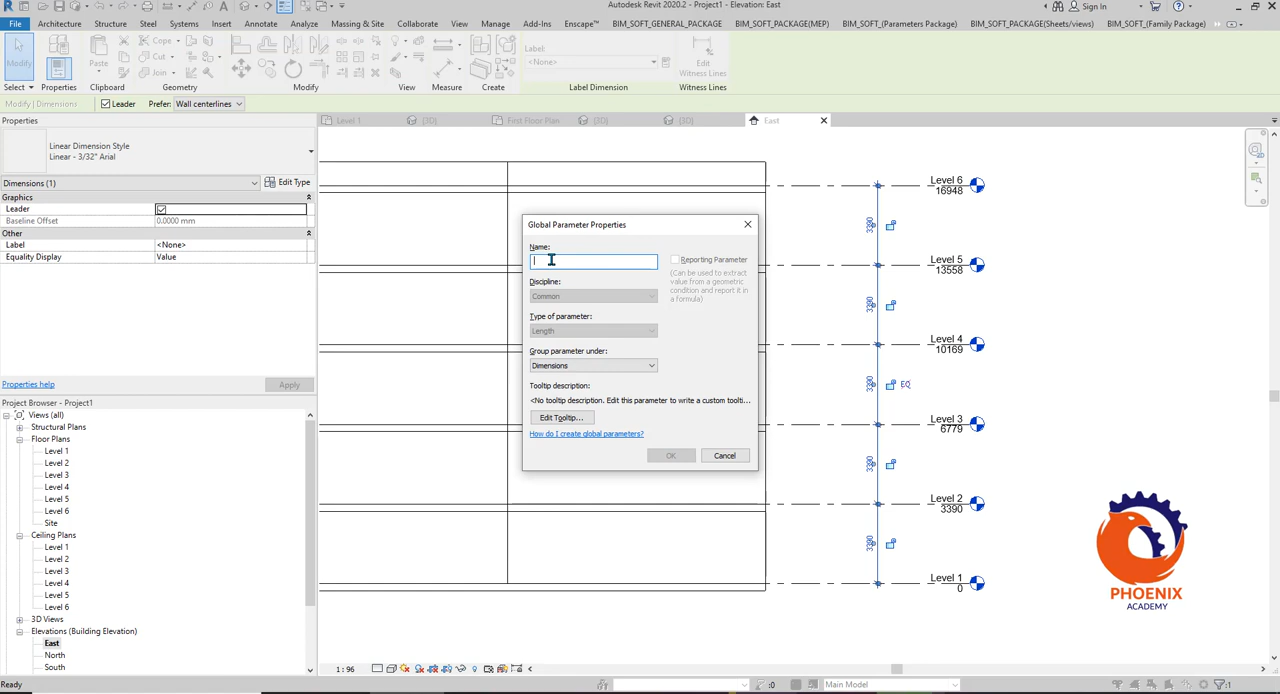 Autodesk Revit 2020.2 - Project1 - Elevation: East
Sign In
File Architecture Structure Steel Precast Systems Insert Annotate Analyze Massing & Site Collaborate View Manage Add-Ins Enscape™ BIM_SOFT_GENERAL_PACKAGE BIM_SOFT_PACKAGE(MEP) BIM_SOFT_(Parameters Package) BIM_SOFT_PACKAGE(Sheets/views) BIM_SOFT_(Family Package) Modify | Dimensions
Modify
Paste
Cope
Cut
Join
Label:
<None>
Edit
Witness Lines
Select Properties Clipboard Geometry Modify View Measure Create Label Dimension Witness Lines
Modify | Dimensions Leader Prefer: Wall centerlines
Properties
Level 1 {3D} First Floor Plan {3D} {3D} East
Linear Dimension Style
Linear - 3/32" Arial
Dimensions (1) Edit Type
Graphics
Leader
Baseline Offset 0.0000 mm
Other
Label <None>
Equality Display Value
Properties help Apply
Project Browser - Project1
Views (all)
Structural Plans
Floor Plans
Level 1
Level 2
Level 3
Level 4
Level 5
Level 6
Site
Ceiling Plans
Level 1
Level 2
Level 3
Level 4
Level 5
Level 6
3D Views
Elevations (Building Elevation)
East
North
South
Global Parameter Properties
Name:
Reporting Parameter
(Can be used to extract
value from a geometric
condition and report it in
a formula)
Discipline:
Common
Type of parameter:
Length
Group parameter under:
Dimensions
Tooltip description:
<No tooltip description. Edit this parameter to write a custom toolti...
Edit Tooltip...
How do I create global parameters?
OK Cancel
Level 6
16948
3390
Level 5
13558
3390
Level 4
10169
3390
EQ
Level 3
6779
3390
Level 2
3390
3390
Level 1
0
PHOENIX
ACADEMY
1 : 96
Ready
:0
Main Model
:1